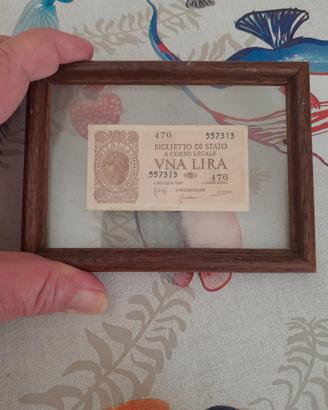 476 557313
BIGLIETTO DI STATO
A CORSO LEGALE
VNA LIRA
557313 476